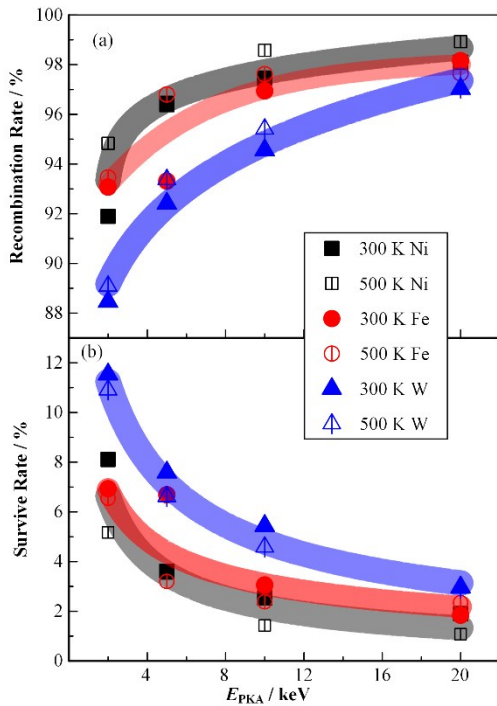 100
(a)
98
96
94
92
90
88
Recombination Rate / %
300 K Ni
500 K Ni
300 K Fe
500 K Fe
300 K W
500 K W
12
(b)
10
8
6
4
2
0
Survive Rate / %
4 8 12 16 20
E_PKA / keV